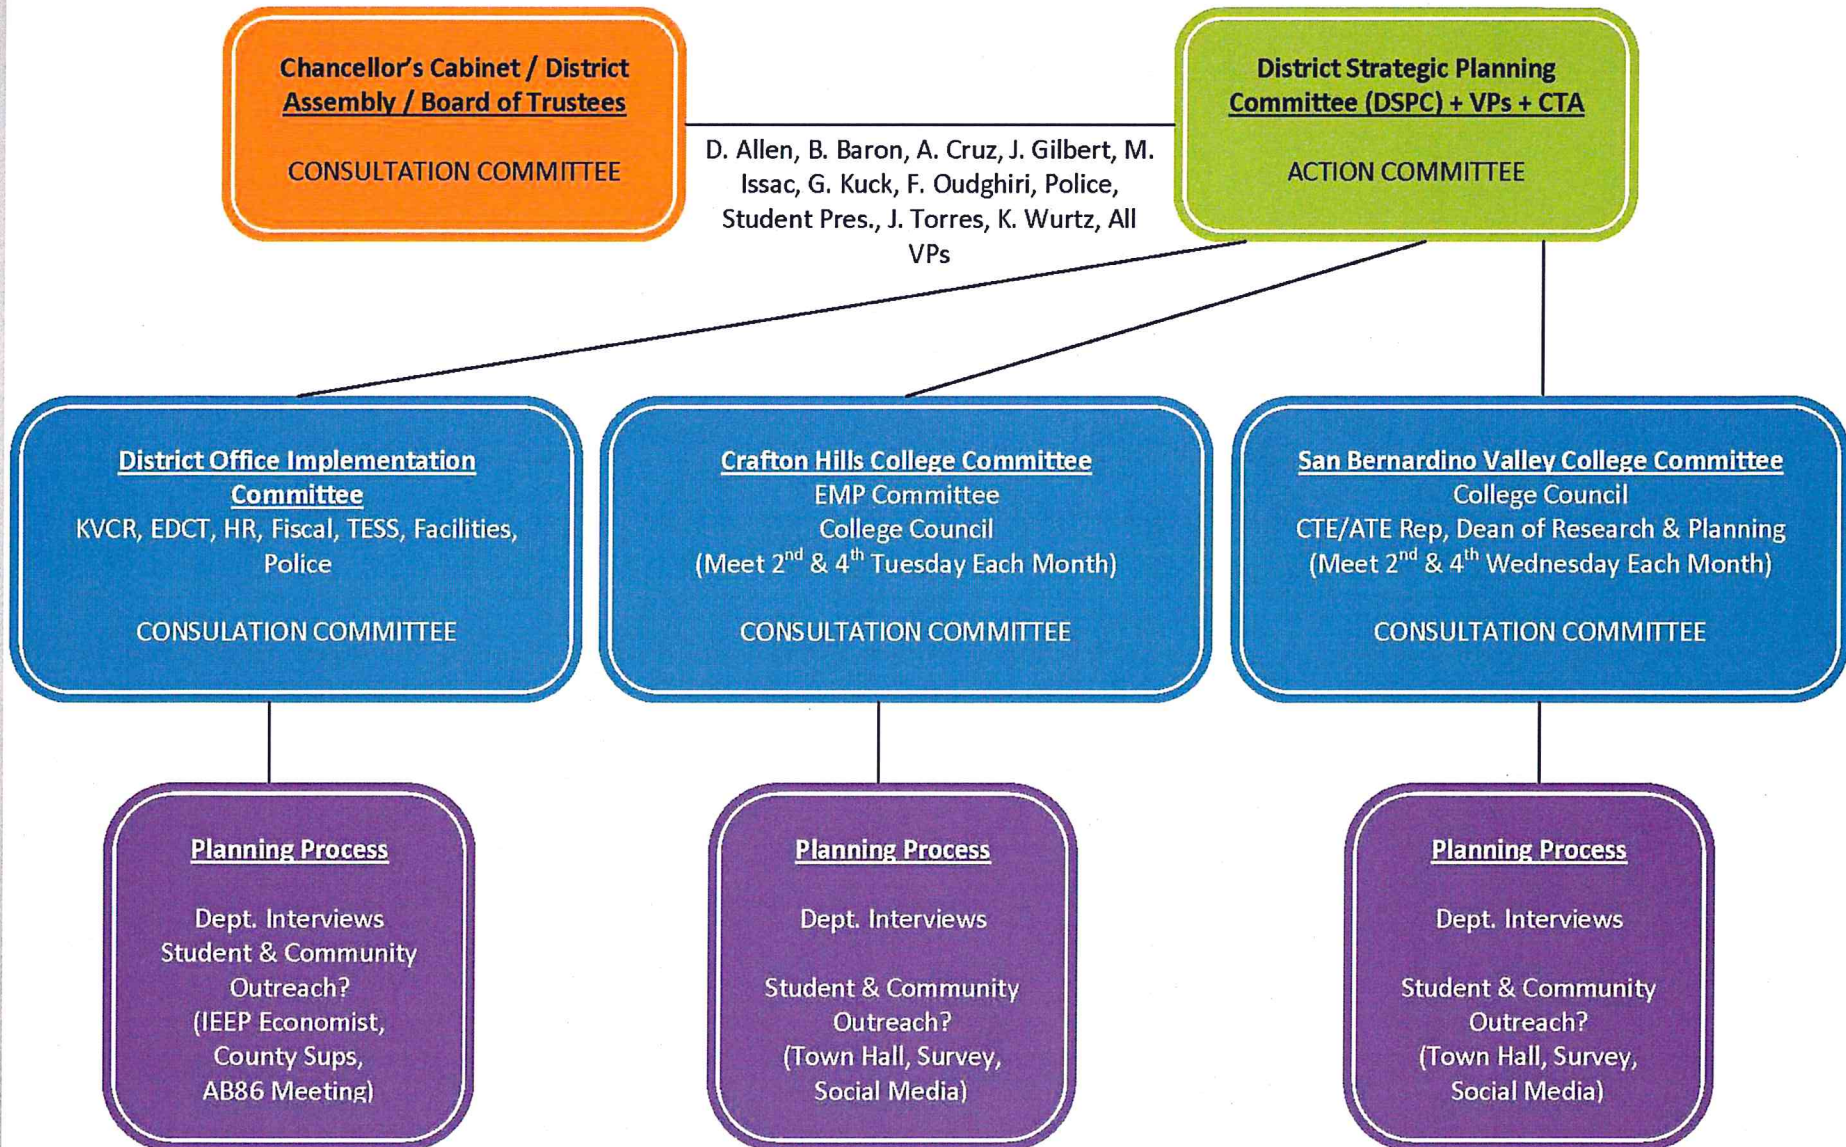 Chancellor's Cabinet / District
Assembly / Board of Trustees
CONSULTATION COMMITTEE
D. Allen, B. Baron, A. Cruz, J. Gilbert, M.
Issac, G. Kuck, F. Oudghiri, Police,
Student Pres., J. Torres, K. Wurtz, All
VPs
District Strategic Planning
Committee (DSPC) + VPs + CTA
ACTION COMMITTEE
District Office Implementation
Committee
KVCR, EDCT, HR, Fiscal, TESS, Facilities,
Police
CONSULATION COMMITTEE
Crafton Hills College Committee
EMP Committee
College Council
(Meet 2nd & 4th Tuesday Each Month)
CONSULTATION COMMITTEE
San Bernardino Valley College Committee
College Council
CTE/ATE Rep, Dean of Research & Planning
(Meet 2nd & 4th Wednesday Each Month)
CONSULTATION COMMITTEE
Planning Process
Dept. Interviews
Student & Community
Outreach?
(IEEP Economist,
County Sups,
AB86 Meeting)
Planning Process
Dept. Interviews
Student & Community
Outreach?
(Town Hall, Survey,
Social Media)
Planning Process
Dept. Interviews
Student & Community
Outreach?
(Town Hall, Survey,
Social Media)